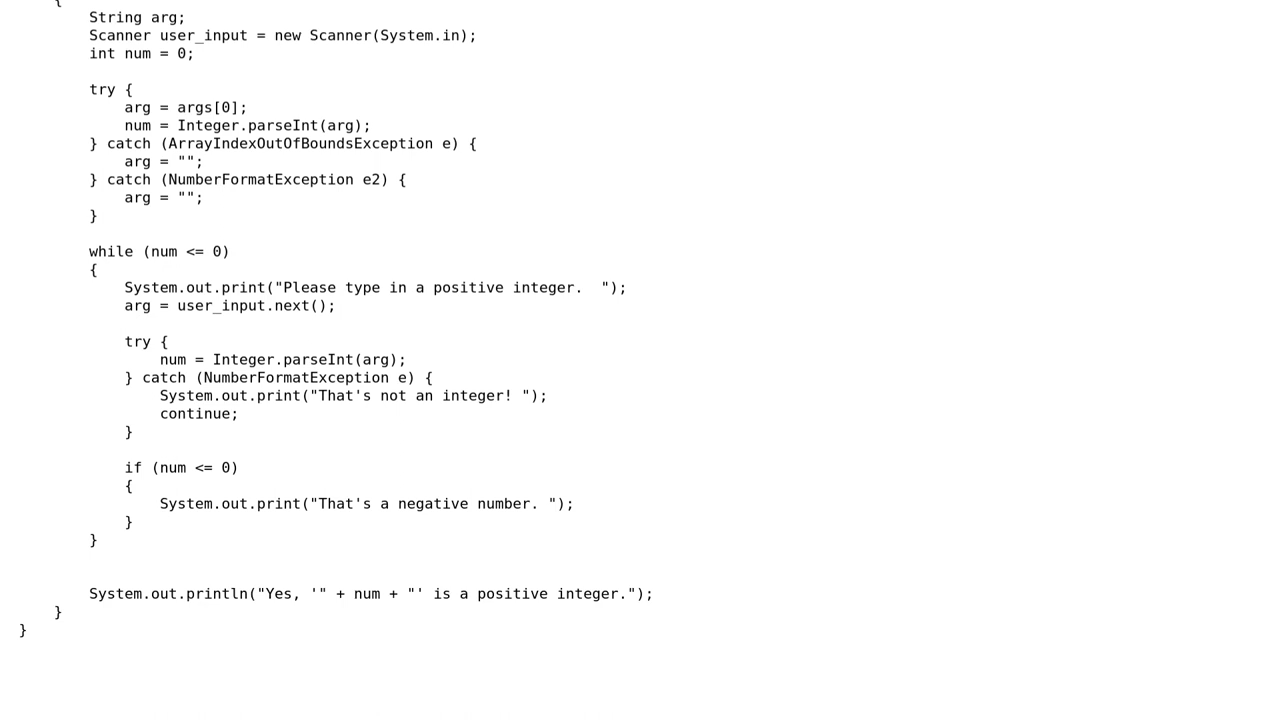 {
        String arg;
        Scanner user_input = new Scanner(System.in);
        int num = 0;

        try {
            arg = args[0];
            num = Integer.parseInt(arg);
        } catch (ArrayIndexOutOfBoundsException e) {
            arg = "";
        } catch (NumberFormatException e2) {
            arg = "";
        }

        while (num <= 0)
        {
            System.out.print("Please type in a positive integer.  ");
            arg = user_input.next();

            try {
                num = Integer.parseInt(arg);
            } catch (NumberFormatException e) {
                System.out.print("That's not an integer! ");
                continue;
            }

            if (num <= 0)
            {
                System.out.print("That's a negative number. ");
            }
        }


        System.out.println("Yes, '" + num + "' is a positive integer.");
    }
}